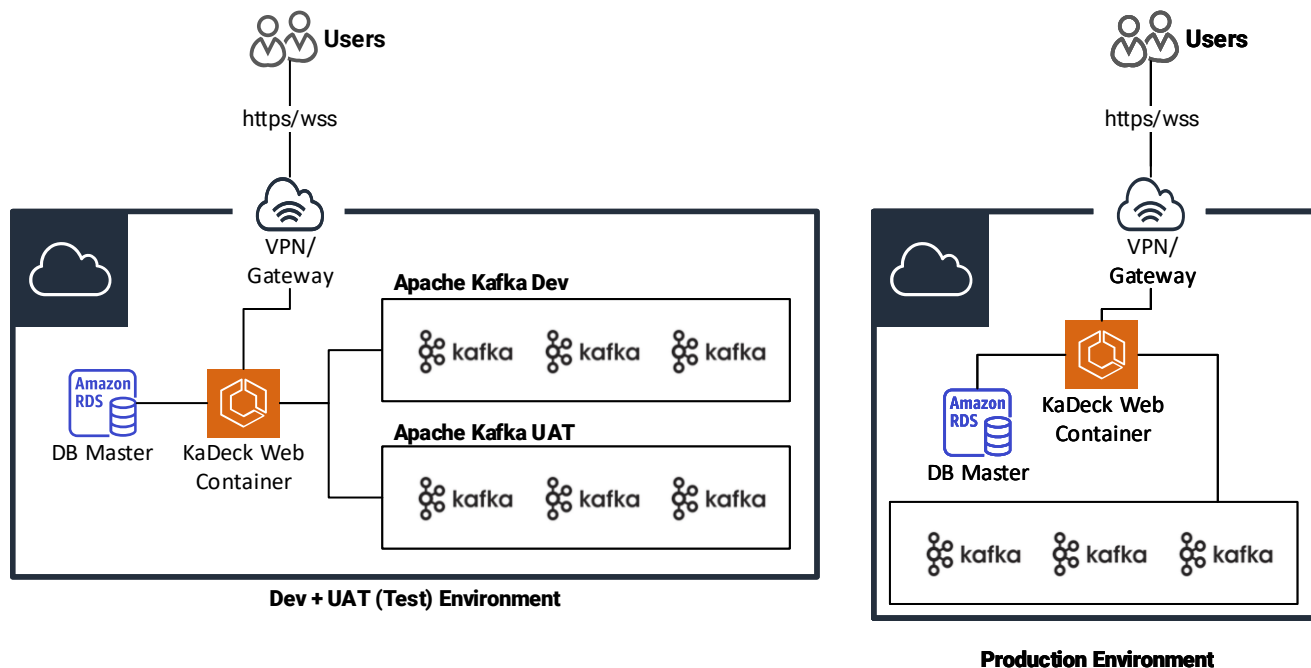 Users
https/wss
VPN/
Gateway
Apache Kafka Dev
kafka
kafka
kafka
Amazon
RDS
DB Master
KaDeck Web
Container
Apache Kafka UAT
kafka
kafka
kafka
Dev + UAT (Test) Environment
Users
https/wss
VPN/
Gateway
KaDeck Web
Container
Amazon
RDS
DB Master
kafka
kafka
kafka
Production Environment